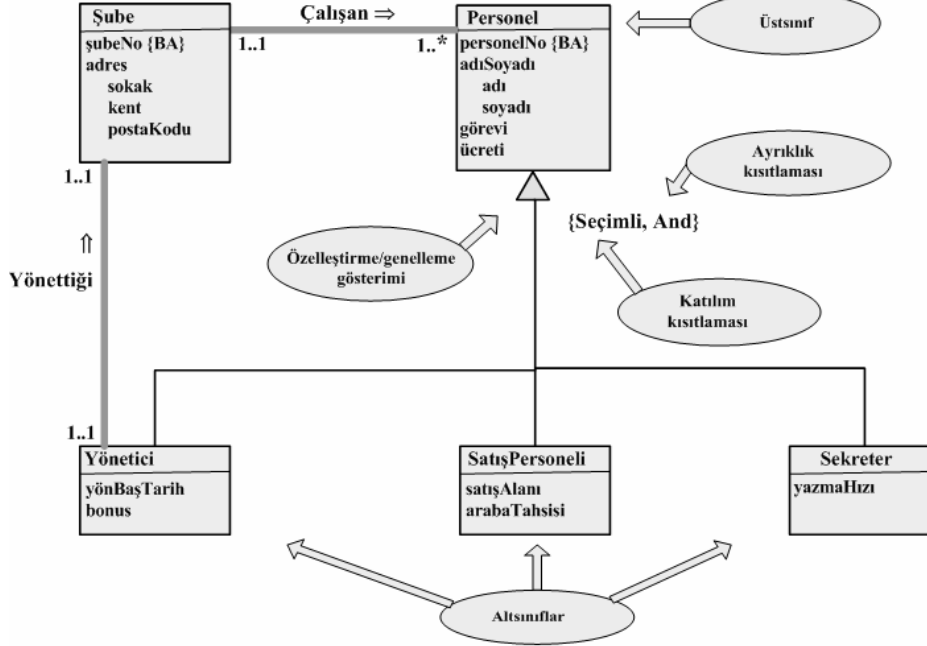 Şube
şubeNo {BA}
adres
sokak
kent
postaKodu
Çalışan ⇒
1..1
1..*
Personel
personelNo {BA}
adıSoyadı
adı
soyadı
görevi
ücreti
Üstsınıf
Ayrıklık
kısıtlaması
{Seçimli, And}
Özelleştirme/genelleme
gösterimi
Katılım
kısıtlaması
1..1
⇑
Yönettiği
1..1
Yönetici
yönBaşTarih
bonus
SatışPersoneli
satışAlanı
arabaTahsisi
Sekreter
yazmaHızı
Altsınıflar